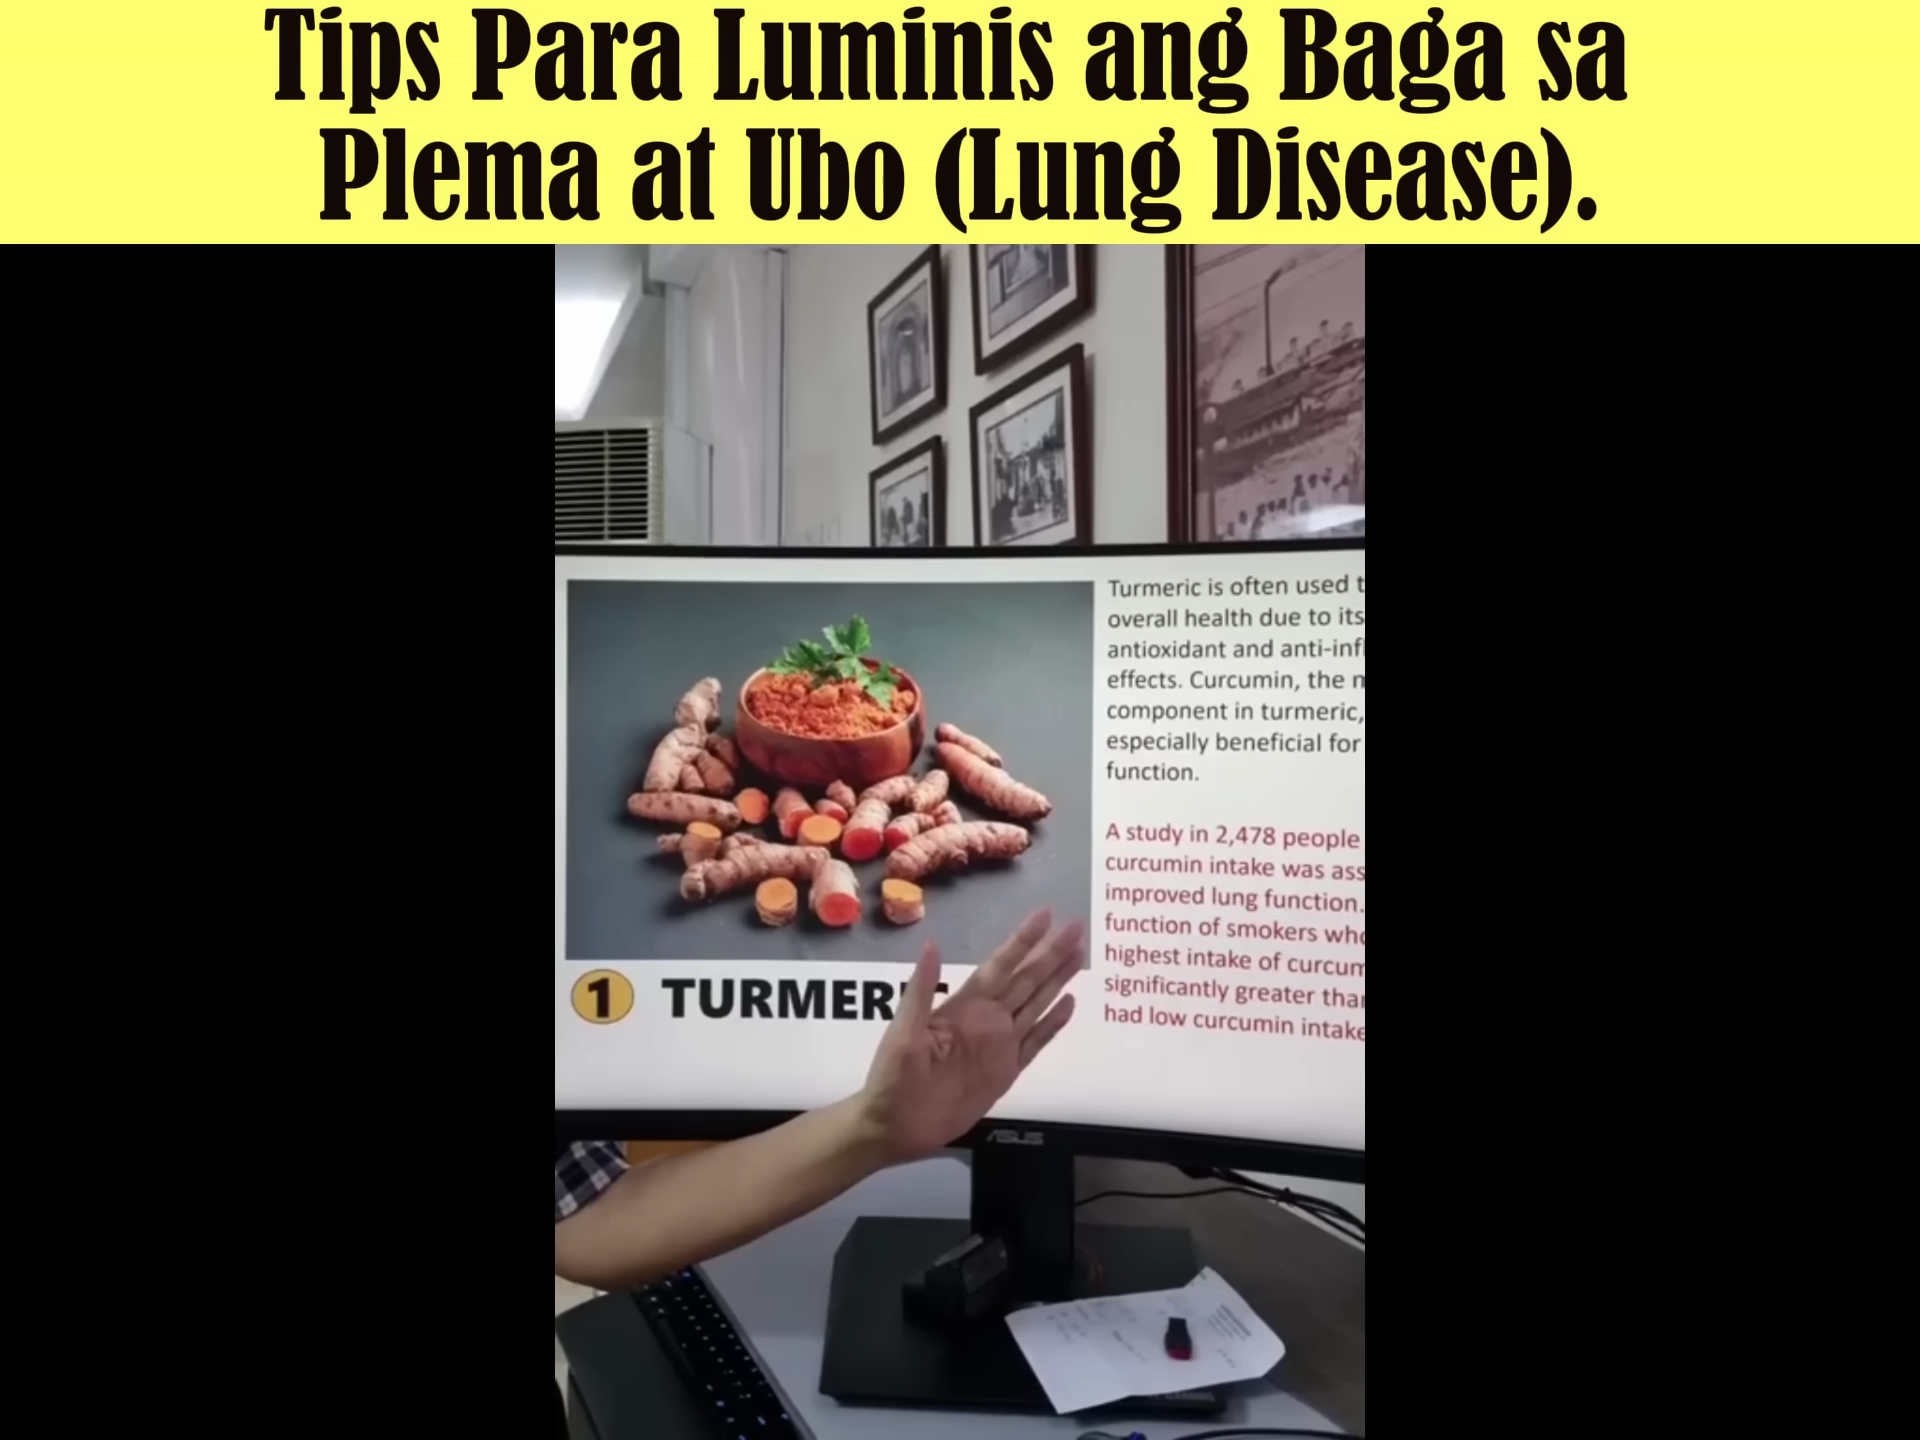 Tips Para Luminis ang Baga sa
Plema at Ubo (Lung Disease).
Turmeric is often used
overall health due to its
antioxidant and
effects. Curcumin, the
component in turmeric,
especially beneficial for
function.
A study in 2,478 people
curcumin intake was
improved lung function.
function of smokers
highest intake of
significantly greater
had low curcumin intake
1 TURMERIC
ASUS